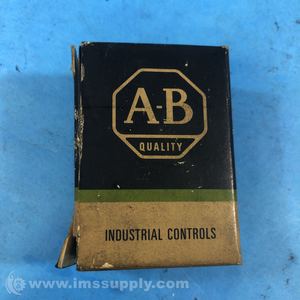 A-B
QUALITY
INDUSTRIAL CONTROLS
© www.imssupply.com